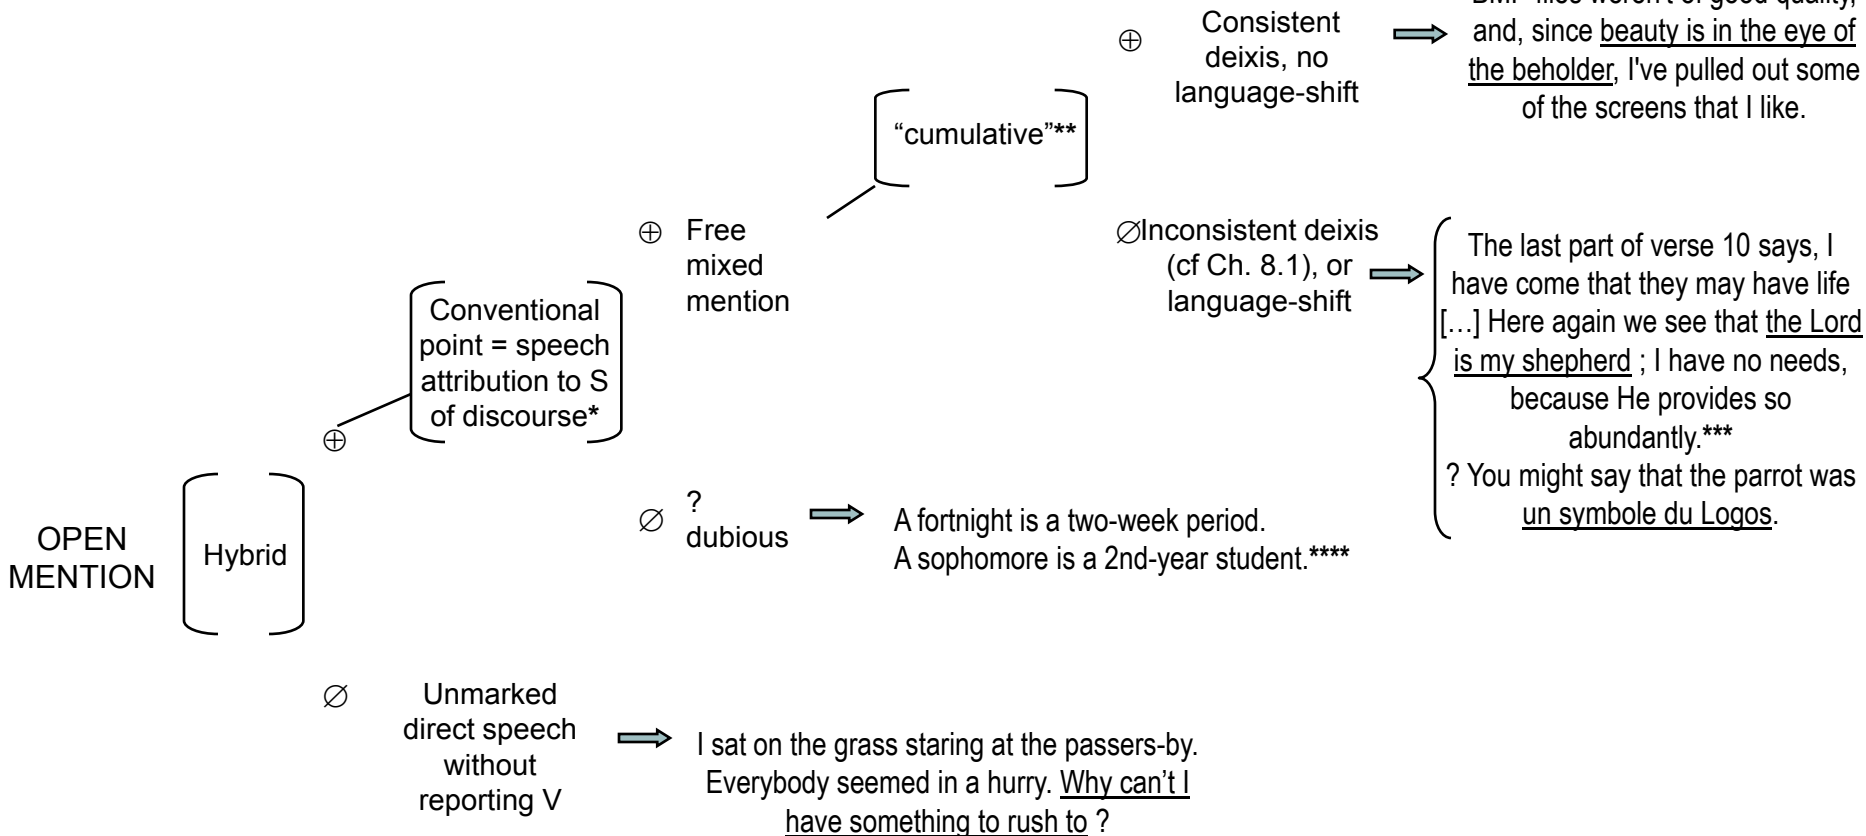 OPEN
MENTION
Hybrid
⊕
Conventional
point = speech
attribution to S
of discourse*
⊕ Free
mixed
mention
“cumulative”**
⊕ Consistent
deixis, no
language-shift
and, since beauty is in the eye of
the beholder, I've pulled out some
of the screens that I like.
∅Inconsistent deixis
(cf Ch. 8.1), or
language-shift
The last part of verse 10 says, I
have come that they may have life
[…] Here again we see that the Lord
is my shepherd ; I have no needs,
because He provides so
abundantly.***
? You might say that the parrot was
un symbole du Logos.
∅ ?
dubious
A fortnight is a two-week period.
A sophomore is a 2nd-year student.****
∅ Unmarked
direct speech
without
reporting V
I sat on the grass staring at the passers-by.
Everybody seemed in a hurry. Why can’t I
have something to rush to ?